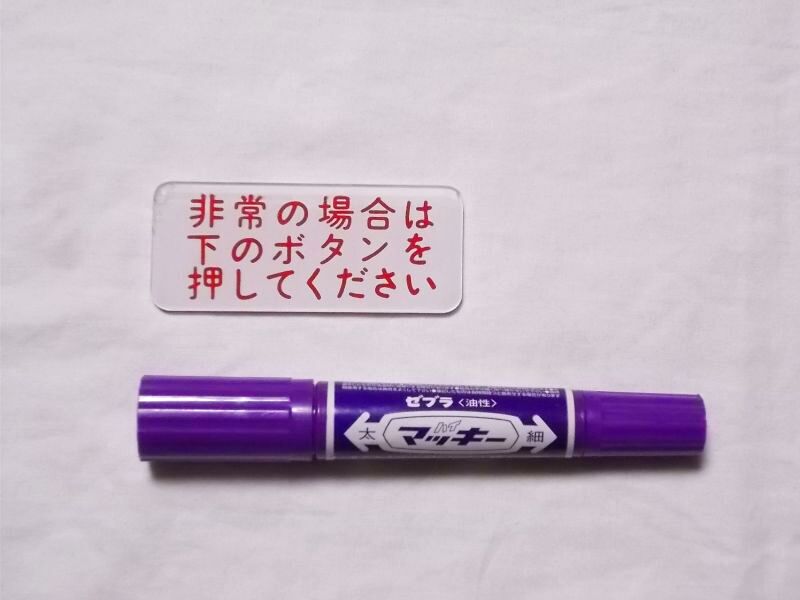 非常の場合は
下のボタンを
押してください
ゼブラ〈油性〉
太
ハイ
マッキー
細